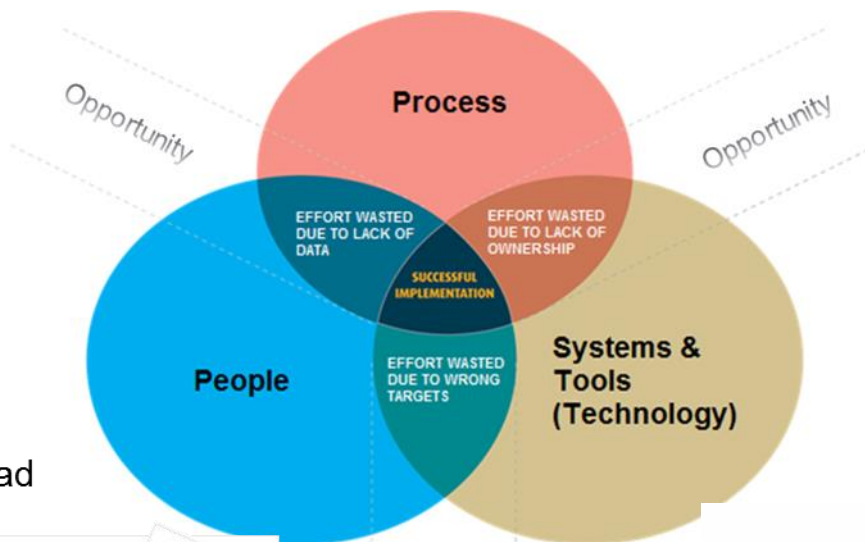 Process
Opportunity
Opportunity
EFFORT WASTED
DUE TO LACK OF
DATA
EFFORT WASTED
DUE TO LACK OF
OWNERSHIP
SUCCESSFUL
IMPLEMENTATION
People
EFFORT WASTED
DUE TO WRONG
TARGETS
Systems &
Tools
(Technology)
ad